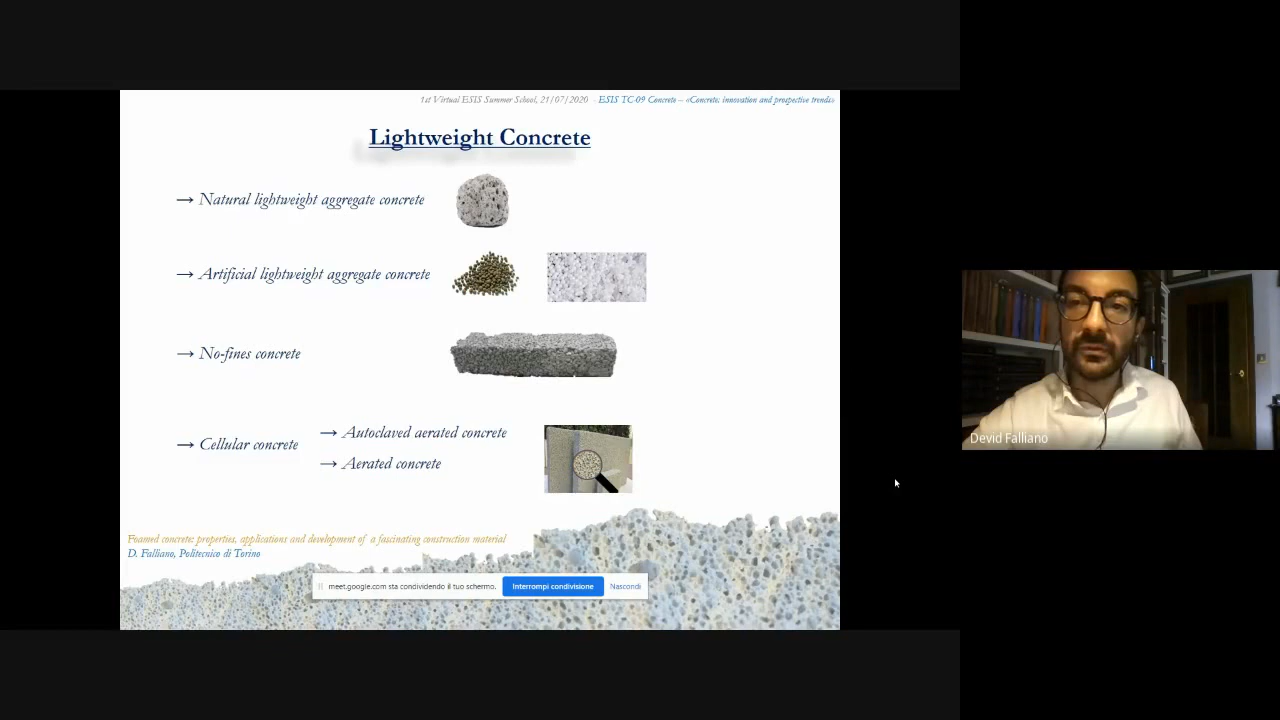 1st Virtual ESIS Summer School, 21/07/2020 - ESIS TC-09 Concrete – «Concrete: innovation and prospective trends»
Lightweight Concrete
→ Natural lightweight aggregate concrete
→ Artificial lightweight aggregate concrete
→ No-fines concrete
→ Cellular concrete
→ Autoclaved aerated concrete
→ Aerated concrete
Foamed concrete: properties, applications and development of a fascinating construction material
D. Falliano, Politecnico di Torino
meet.google.com sta condividendo il tuo schermo.
Interrompi condivisione
Nascondi
Devid Falliano